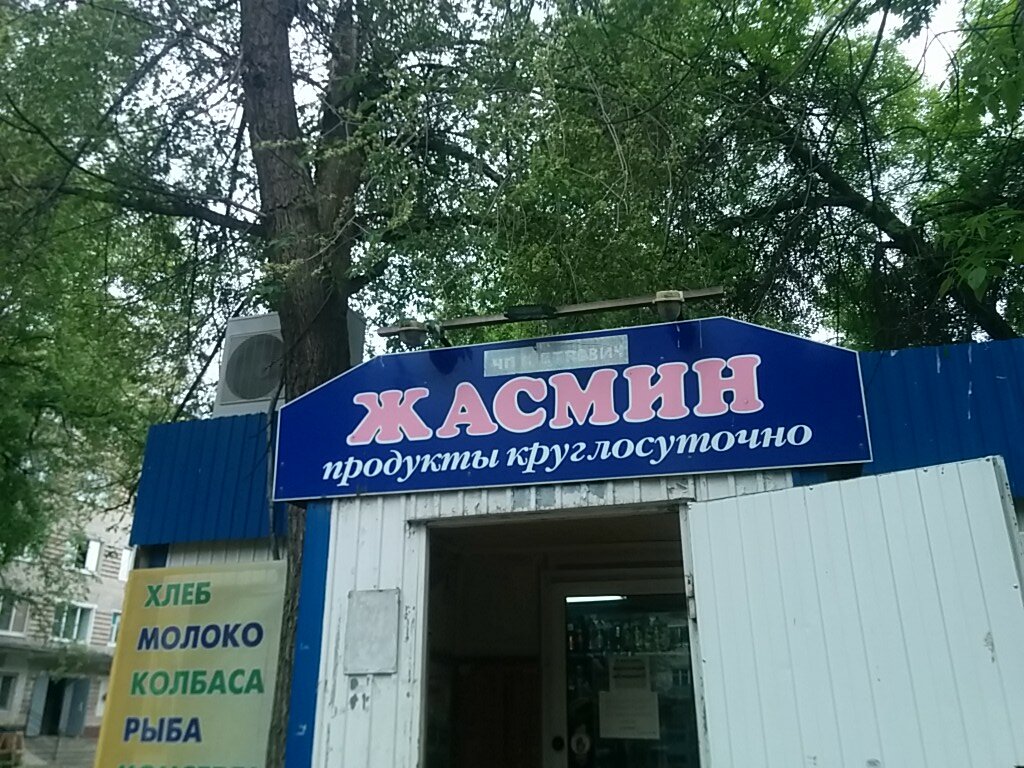 ЖАСМИН
продукты круглосуточно
ХЛЕБ
МОЛОКО
КОЛБАСА
РЫБА